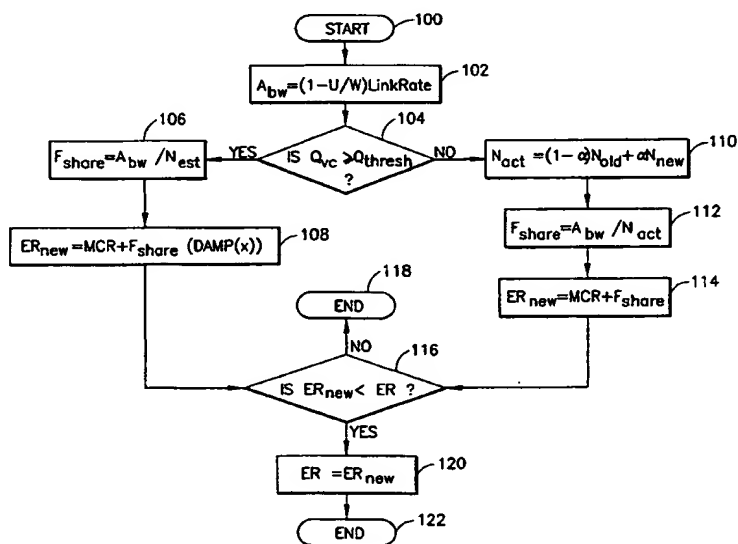 START
100
A_bw=(1-U/W)LinkRate
102
104
IS Q_vc ≥Q_thresh
?
YES
NO
106
F_share=A_bw /N_est
110
N_act =(1-α)N_old+αN_new
ER_new=MCR+F_share (DAMP(x))
108
F_share=A_bw /N_act
112
118
END
ER_new=MCR+F_share
114
NO
116
IS ER_new< ER ?
YES
ER =ER_new
120
END
122